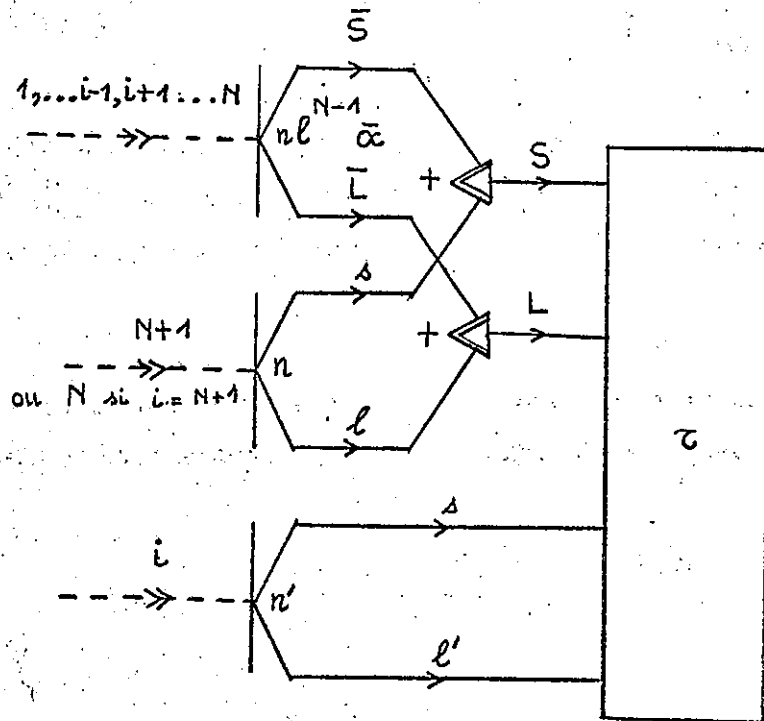 S̄
1,...i-1,i+1...N
nl^{N-1}
ᾱ
L̄
+
S
s
N+1
n
ou N si i=N+1
l
+
L
τ
i
n'
s
l'